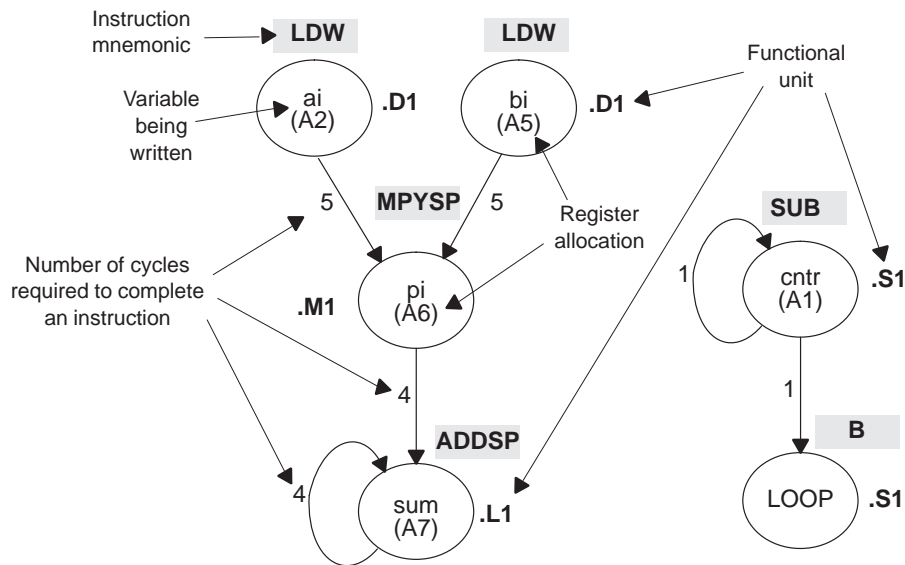 Instruction
mnemonic
LDW
LDW
Functional
unit
Variable
being
written
ai
(A2)
.D1
bi
(A5)
.D1
5
MPYSP
5
Register
allocation
SUB
Number of cycles
required to complete
an instruction
.M1
pi
(A6)
1
cntr
(A1)
.S1
4
1
ADDSP
B
4
sum
(A7)
.L1
LOOP
.S1